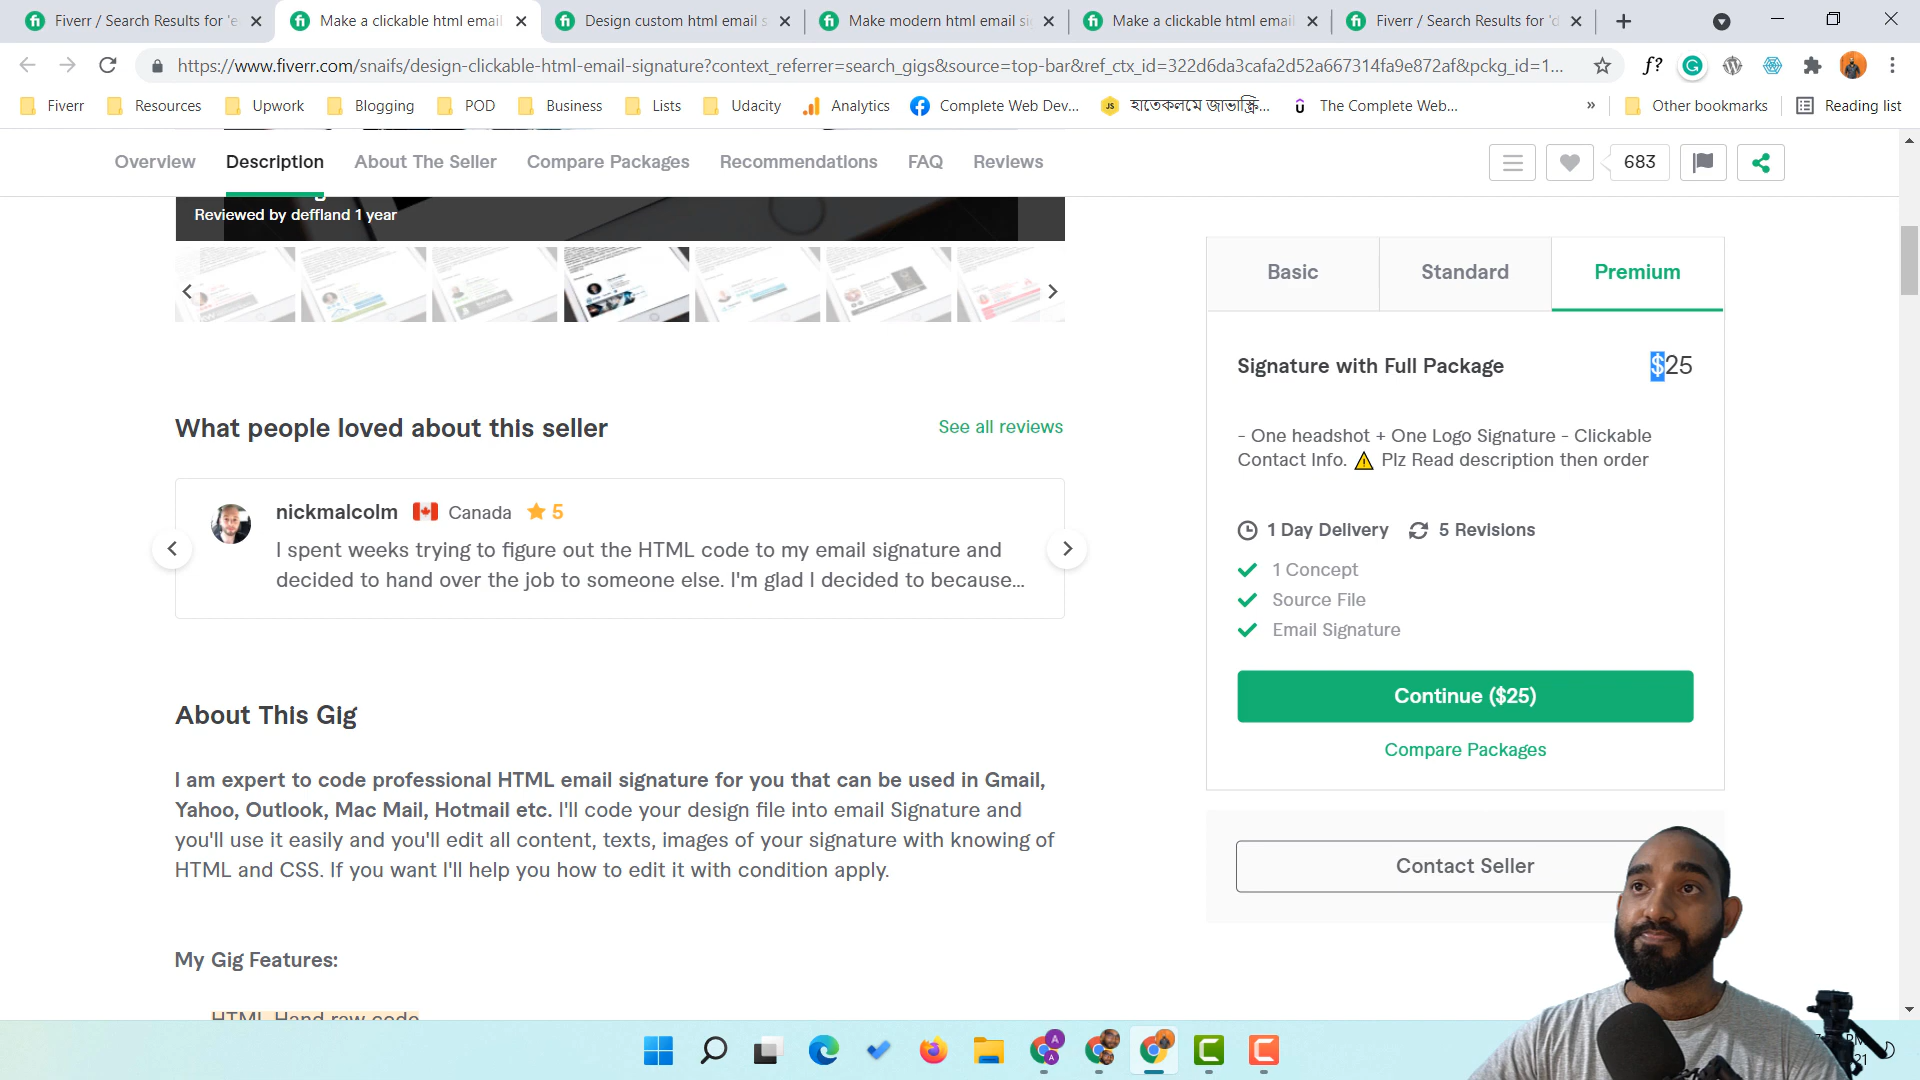 Fiverr / Search Results for 'e
Make a clickable html email
Design custom html email s
Make modern html email si
Make a clickable html email
Fiverr / Search Results for 'd
https://www.fiverr.com/snaifs/design-clickable-html-email-signature?context_referrer=search_gigs&source=top-bar&ref_ctx_id=322d6da3cafa2d52a667314fa9e872af&pckg_id=1...
f?
Fiverr
Resources
Upwork
Blogging
POD
Business
Lists
Udacity
Analytics
Complete Web Dev...
JS
হাতেকলমে জাভাস্ক্রি...
The Complete Web...
»
Other bookmarks
Reading list
Overview
Description
About The Seller
Compare Packages
Recommendations
FAQ
Reviews
683
Reviewed by deffland 1 year
Basic
Standard
Premium
Signature with Full Package
$25
- One headshot + One Logo Signature - Clickable
Contact Info. ⚠ Plz Read description then order
1 Day Delivery
5 Revisions
1 Concept
Source File
Email Signature
Continue ($25)
Compare Packages
Contact Seller
What people loved about this seller
See all reviews
nickmalcolm
Canada
5
I spent weeks trying to figure out the HTML code to my email signature and
decided to hand over the job to someone else. I'm glad I decided to because...
About This Gig
I am expert to code professional HTML email signature for you that can be used in Gmail,
Yahoo, Outlook, Mac Mail, Hotmail etc. I'll code your design file into email Signature and
you'll use it easily and you'll edit all content, texts, images of your signature with knowing of
HTML and CSS. If you want I'll help you how to edit it with condition apply.
My Gig Features:
HTML Hand raw code